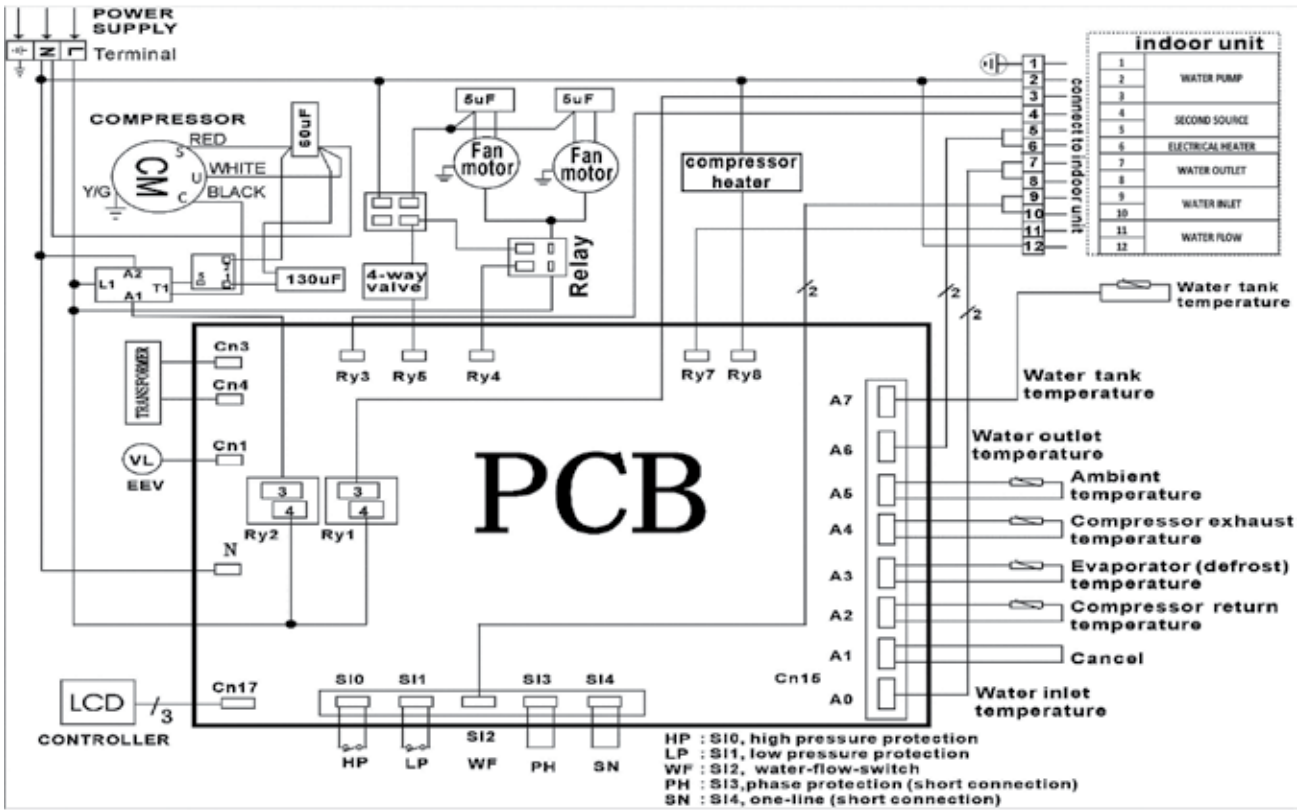 POWER
SUPPLY
N L Terminal
COMPRESSOR
RED
WHITE
BLACK
S
U
C
CM
Y/G
60uF
5uF
5uF
Fan
motor
Fan
motor
compressor
heater
4-way
valve
Relay
130uF
A2
L1
T1
A1
1
2
3
4
5
6
7
8
9
10
11
12
connect to indoor unit
indoor unit
1
2 WATER PUMP
3
4
5 SECOND SOURCE
6 ELECTRICAL HEATER
7
8 WATER OUTLET
9
10 WATER INLET
11
12 WATER FLOW
2
2
2
Water tank
temperature
TRANSFORMER
Cn3
Cn4
VL
EEV
Cn1
Ry3 Ry5 Ry4 Ry7 Ry8
3
4
3
4
Ry2 Ry1
N
PCB
A7
A6
A5
A4
A3
A2
A1
A0
Cn15
Water tank
temperature
Water outlet
temperature
Ambient
temperature
Compressor exhaust
temperature
Evaporator (defrost)
temperature
Compressor return
temperature
Cancel
Water inlet
temperature
LCD
3
CONTROLLER
Cn17
SI0 SI1 SI3 SI4
SI2
HP LP WF PH SN
HP : SI0, high pressure protection
LP : SI1, low pressure protection
WF : SI2, water-flow-switch
PH : SI3,phase protection (short connection)
SN : SI4, one-line (short connection)